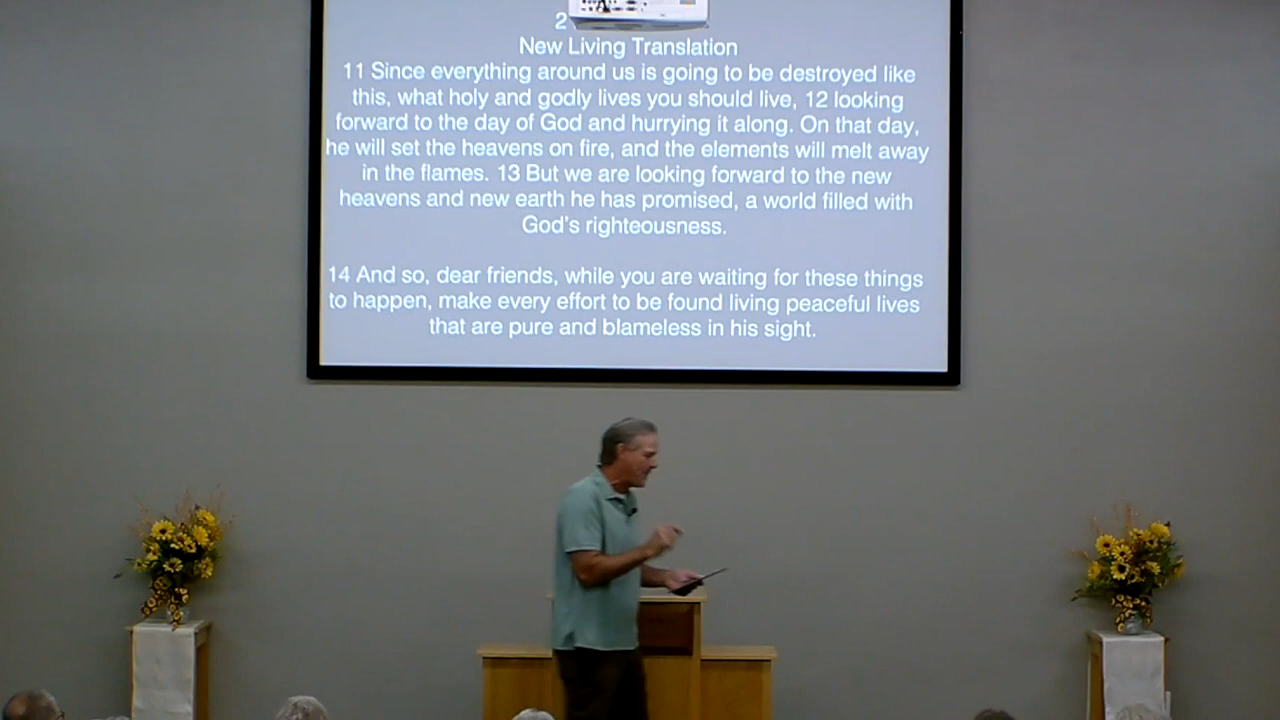 2
New Living Translation
11 Since everything around us is going to be destroyed like
this, what holy and godly lives you should live, 12 looking
forward to the day of God and hurrying it along. On that day,
he will set the heavens on fire, and the elements will melt away
in the flames. 13 But we are looking forward to the new
heavens and new earth he has promised, a world filled with
God's righteousness.
14 And so, dear friends, while you are waiting for these things
to happen, make every effort to be found living peaceful lives
that are pure and blameless in his sight.